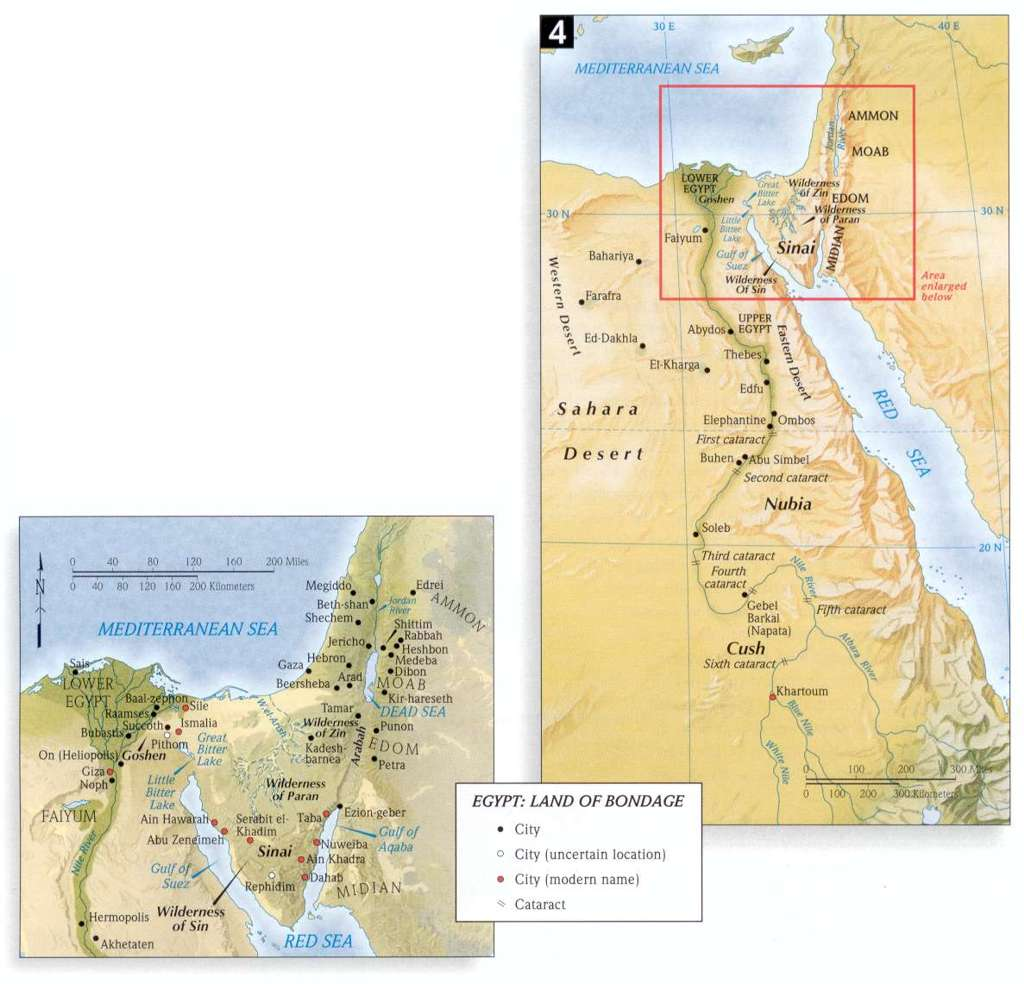 4
30 E
40 E
MEDITERRANEAN SEA
AMMON
Jordan
River
MOAB
LOWER
EGYPT
Goshen
Great
Bitter
Lake
Wilderness
of Zin
EDOM
Wilderness
of Paran
30 N
30 N
Little
Bitter
Lake
Faiyum
Sinai
MIDIAN
Gulf of
Suez
Bahariya
Wilderness
Of Sin
Area
enlarged
below
Western Desert
Farafra
UPPER
EGYPT
Abydos
Eastern Desert
Ed-Dakhla
Thebes
El-Kharga
Edfu
RED
SEA
Sahara
Desert
Elephantine
Ombos
First cataract
Buhen
Abu Simbel
Second cataract
Nubia
Soleb
20 N
Third cataract
Fourth
cataract
Nile River
Gebel
Barkal
(Napata)
Fifth cataract
Cush
Atbara River
Sixth cataract
Khartoum
Blue Nile
White Nile
0 100 200 300 Miles
0 100 200 300 Kilometers
N
0 40 80 120 160 200 Miles
0 40 80 120 160 200 Kilometers
MEDITERRANEAN SEA
Megiddo
Edrei
Beth-shan
Jordan
River
AMMON
Shechem
Shittim
Rabbah
Jericho
Heshbon
Medeba
Hebron
Dibon
Gaza
Arad
MOAB
Beersheba
Kir-hareseth
Sais
LOWER
EGYPT
Baal-zephon
Sile
Tamar
DEAD SEA
Raamses
Ismalia
Succoth
Wel-Arish
Wilderness
of Zin
Punon
Bubastis
Pithom
Great
Bitter
Lake
Kadesh-
barnea
Arabah
EDOM
On (Heliopolis)
Goshen
Petra
Giza
Noph
Little
Bitter
Lake
Wilderness
of Paran
FAIYUM
Ain Hawarah
Serabit el-
Khadim
Taba
Ezion-geber
Abu Zeneimeh
Sinai
Nuweiba
Gulf of
Aqaba
Nile River
Ain Khadra
Gulf of
Suez
Rephidim
Dahab
MIDIAN
Hermopolis
Wilderness
of Sin
Akhetaten
RED SEA
EGYPT: LAND OF BONDAGE
City
City (uncertain location)
City (modern name)
Cataract